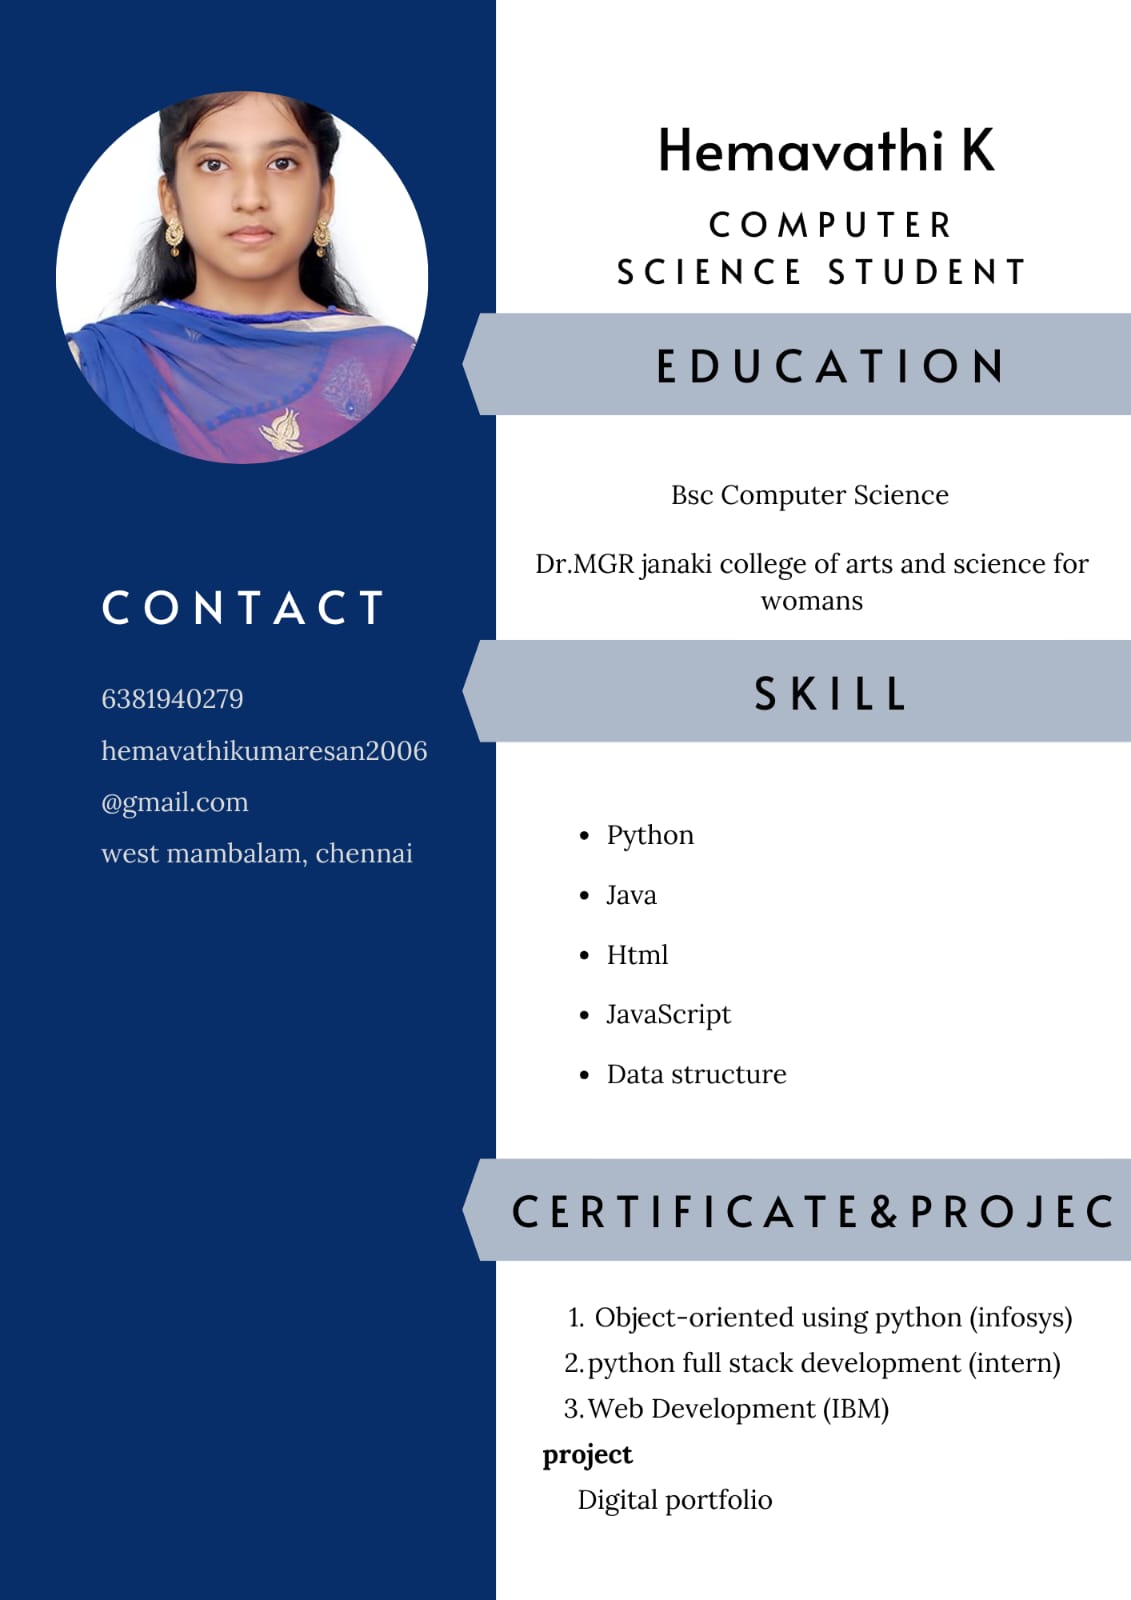 Hemavathi K
COMPUTER
SCIENCE STUDENT
EDUCATION
Bsc Computer Science
Dr.MGR janaki college of arts and science for
womans
CONTACT
6381940279
hemavathikumaresan2006
@gmail.com
west mambalam, chennai
SKILL
• Python
• Java
• Html
• JavaScript
• Data structure
CERTIFICATE&PROJEC
1. Object-oriented using python (infosys)
2. python full stack development (intern)
3. Web Development (IBM)
project
Digital portfolio